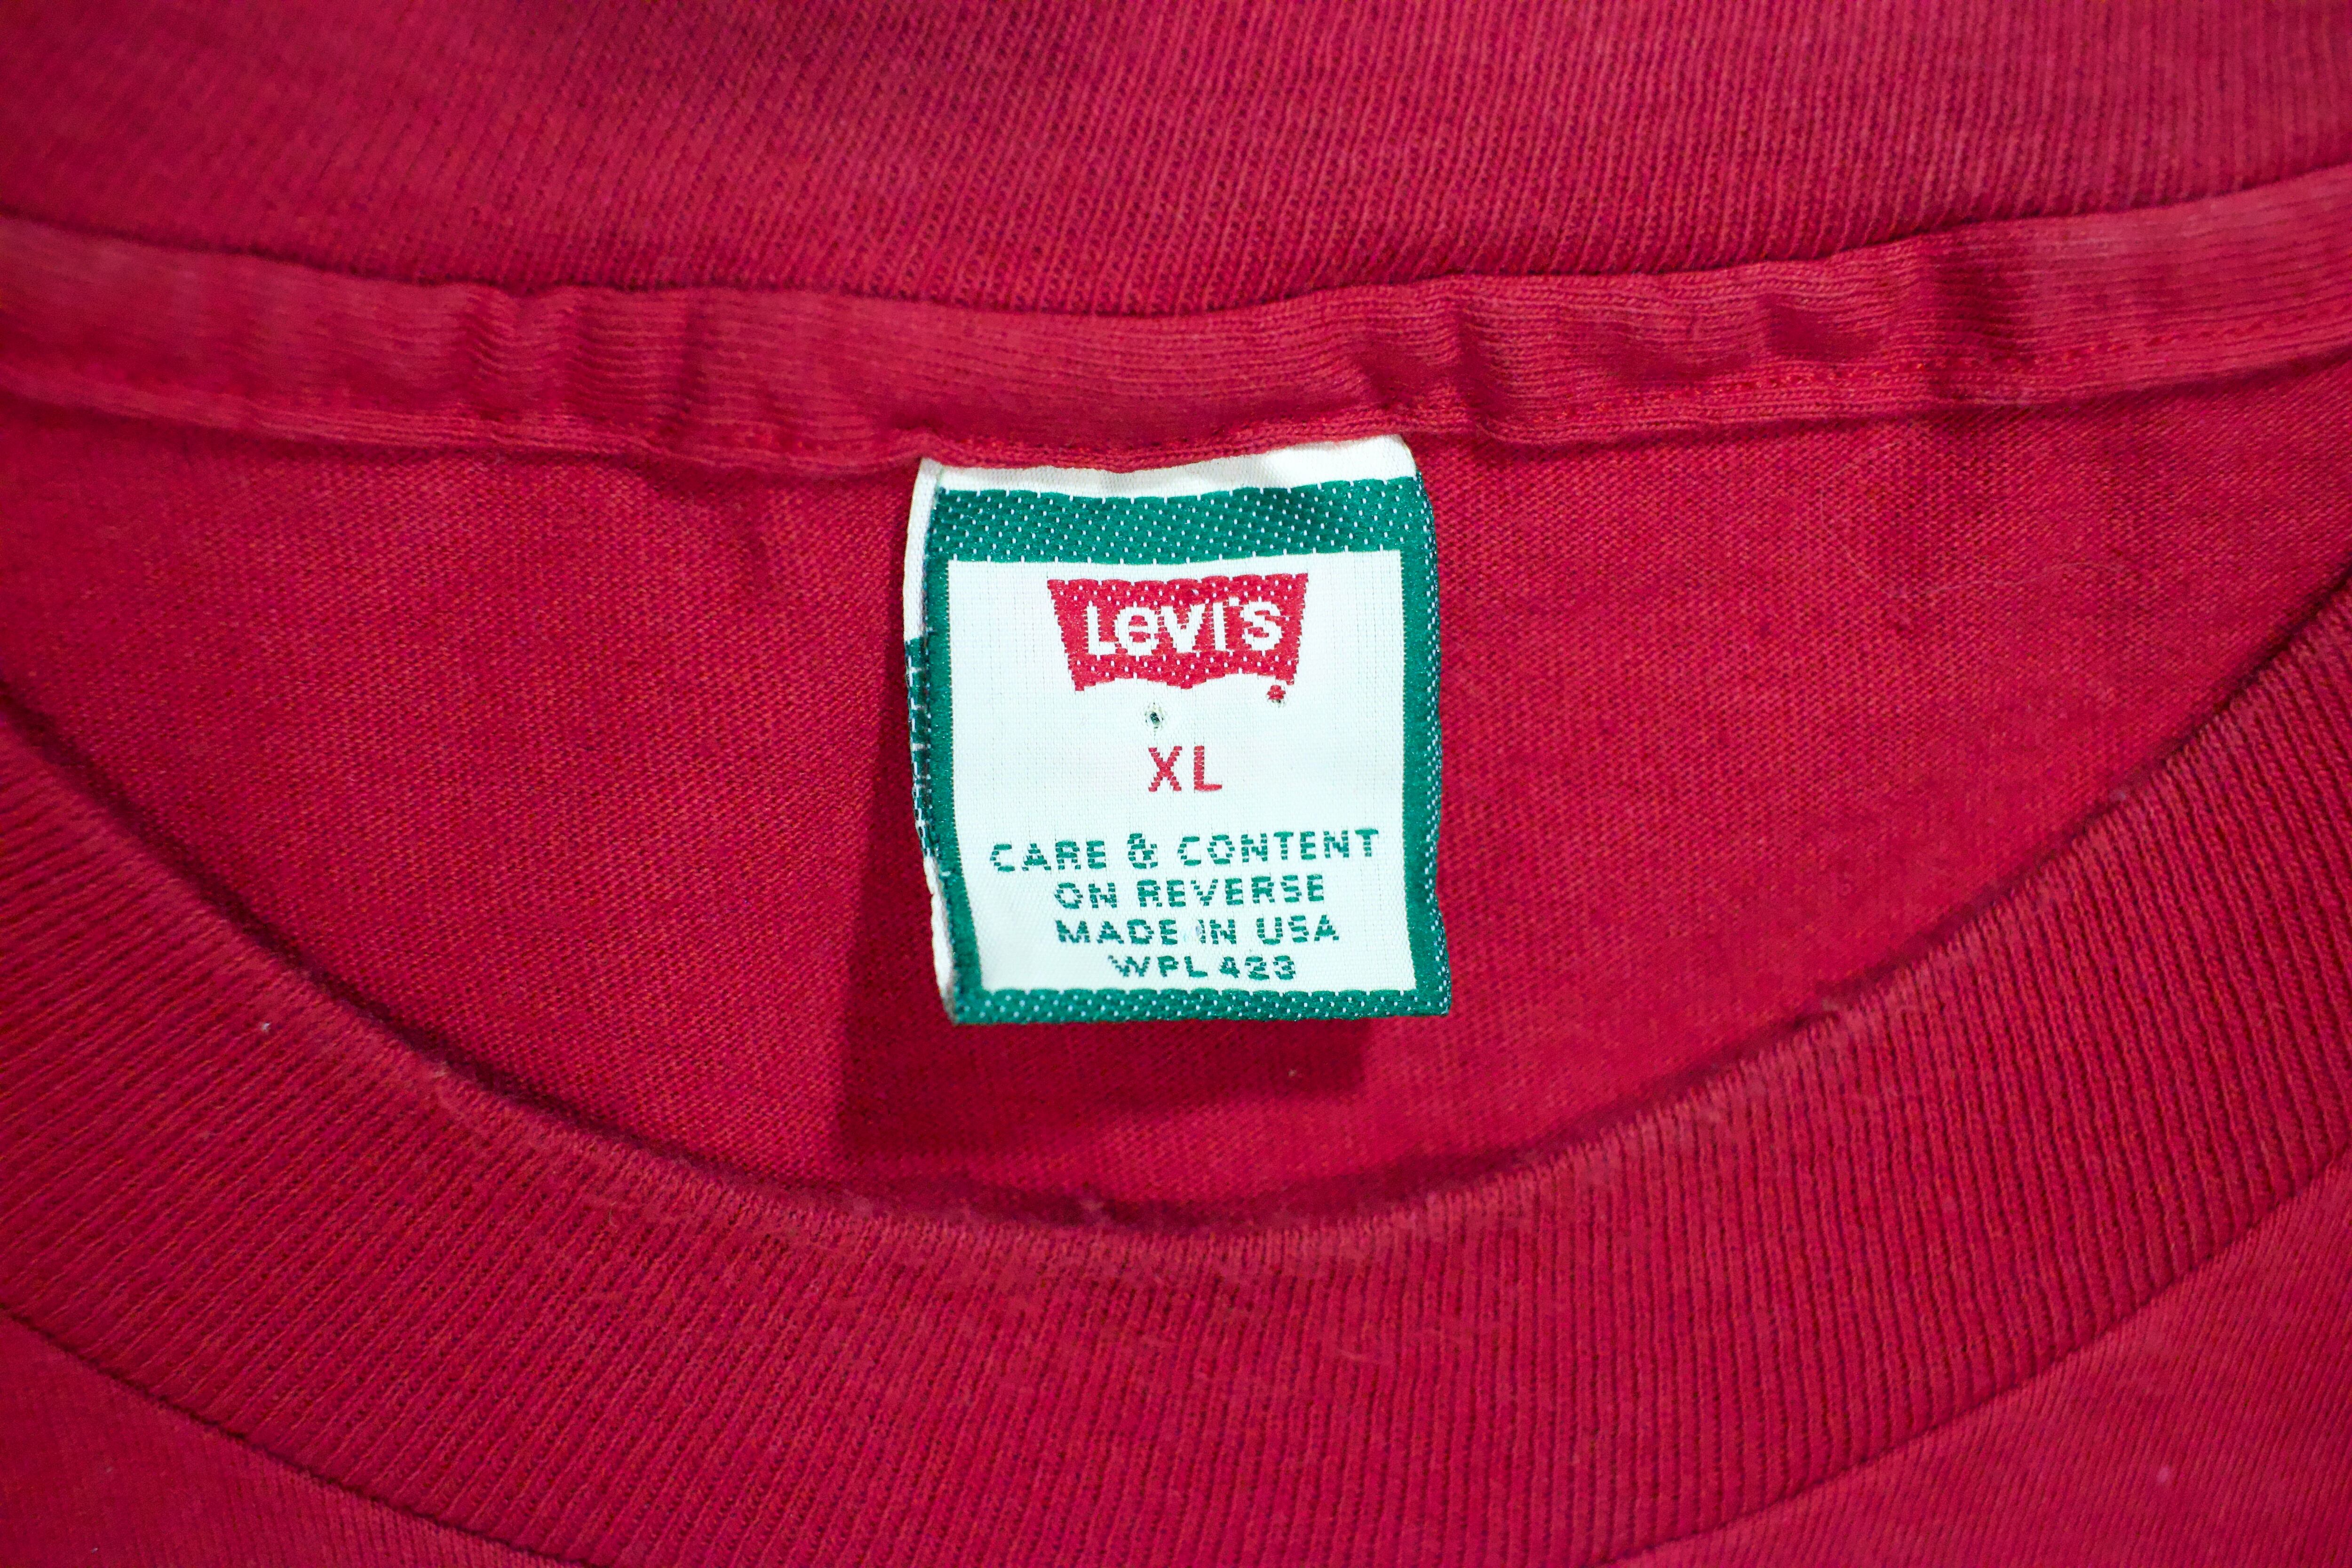 Levi's
XL
CARE & CONTENT
ON REVERSE
MADE IN USA
WPL 423